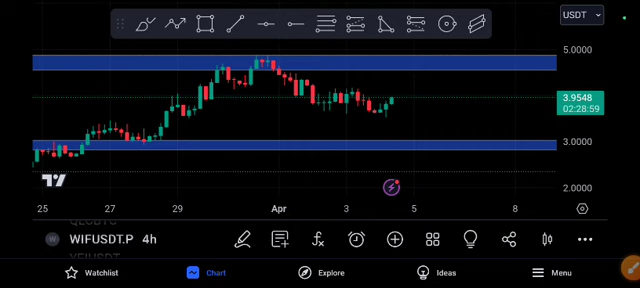 USDT
5.0000
3.9548
02:28:59
3.0000
2.0000
25 27 29 Apr 3 5 8
W WIFUSDT.P 4h
Watchlist Chart Explore Ideas Menu